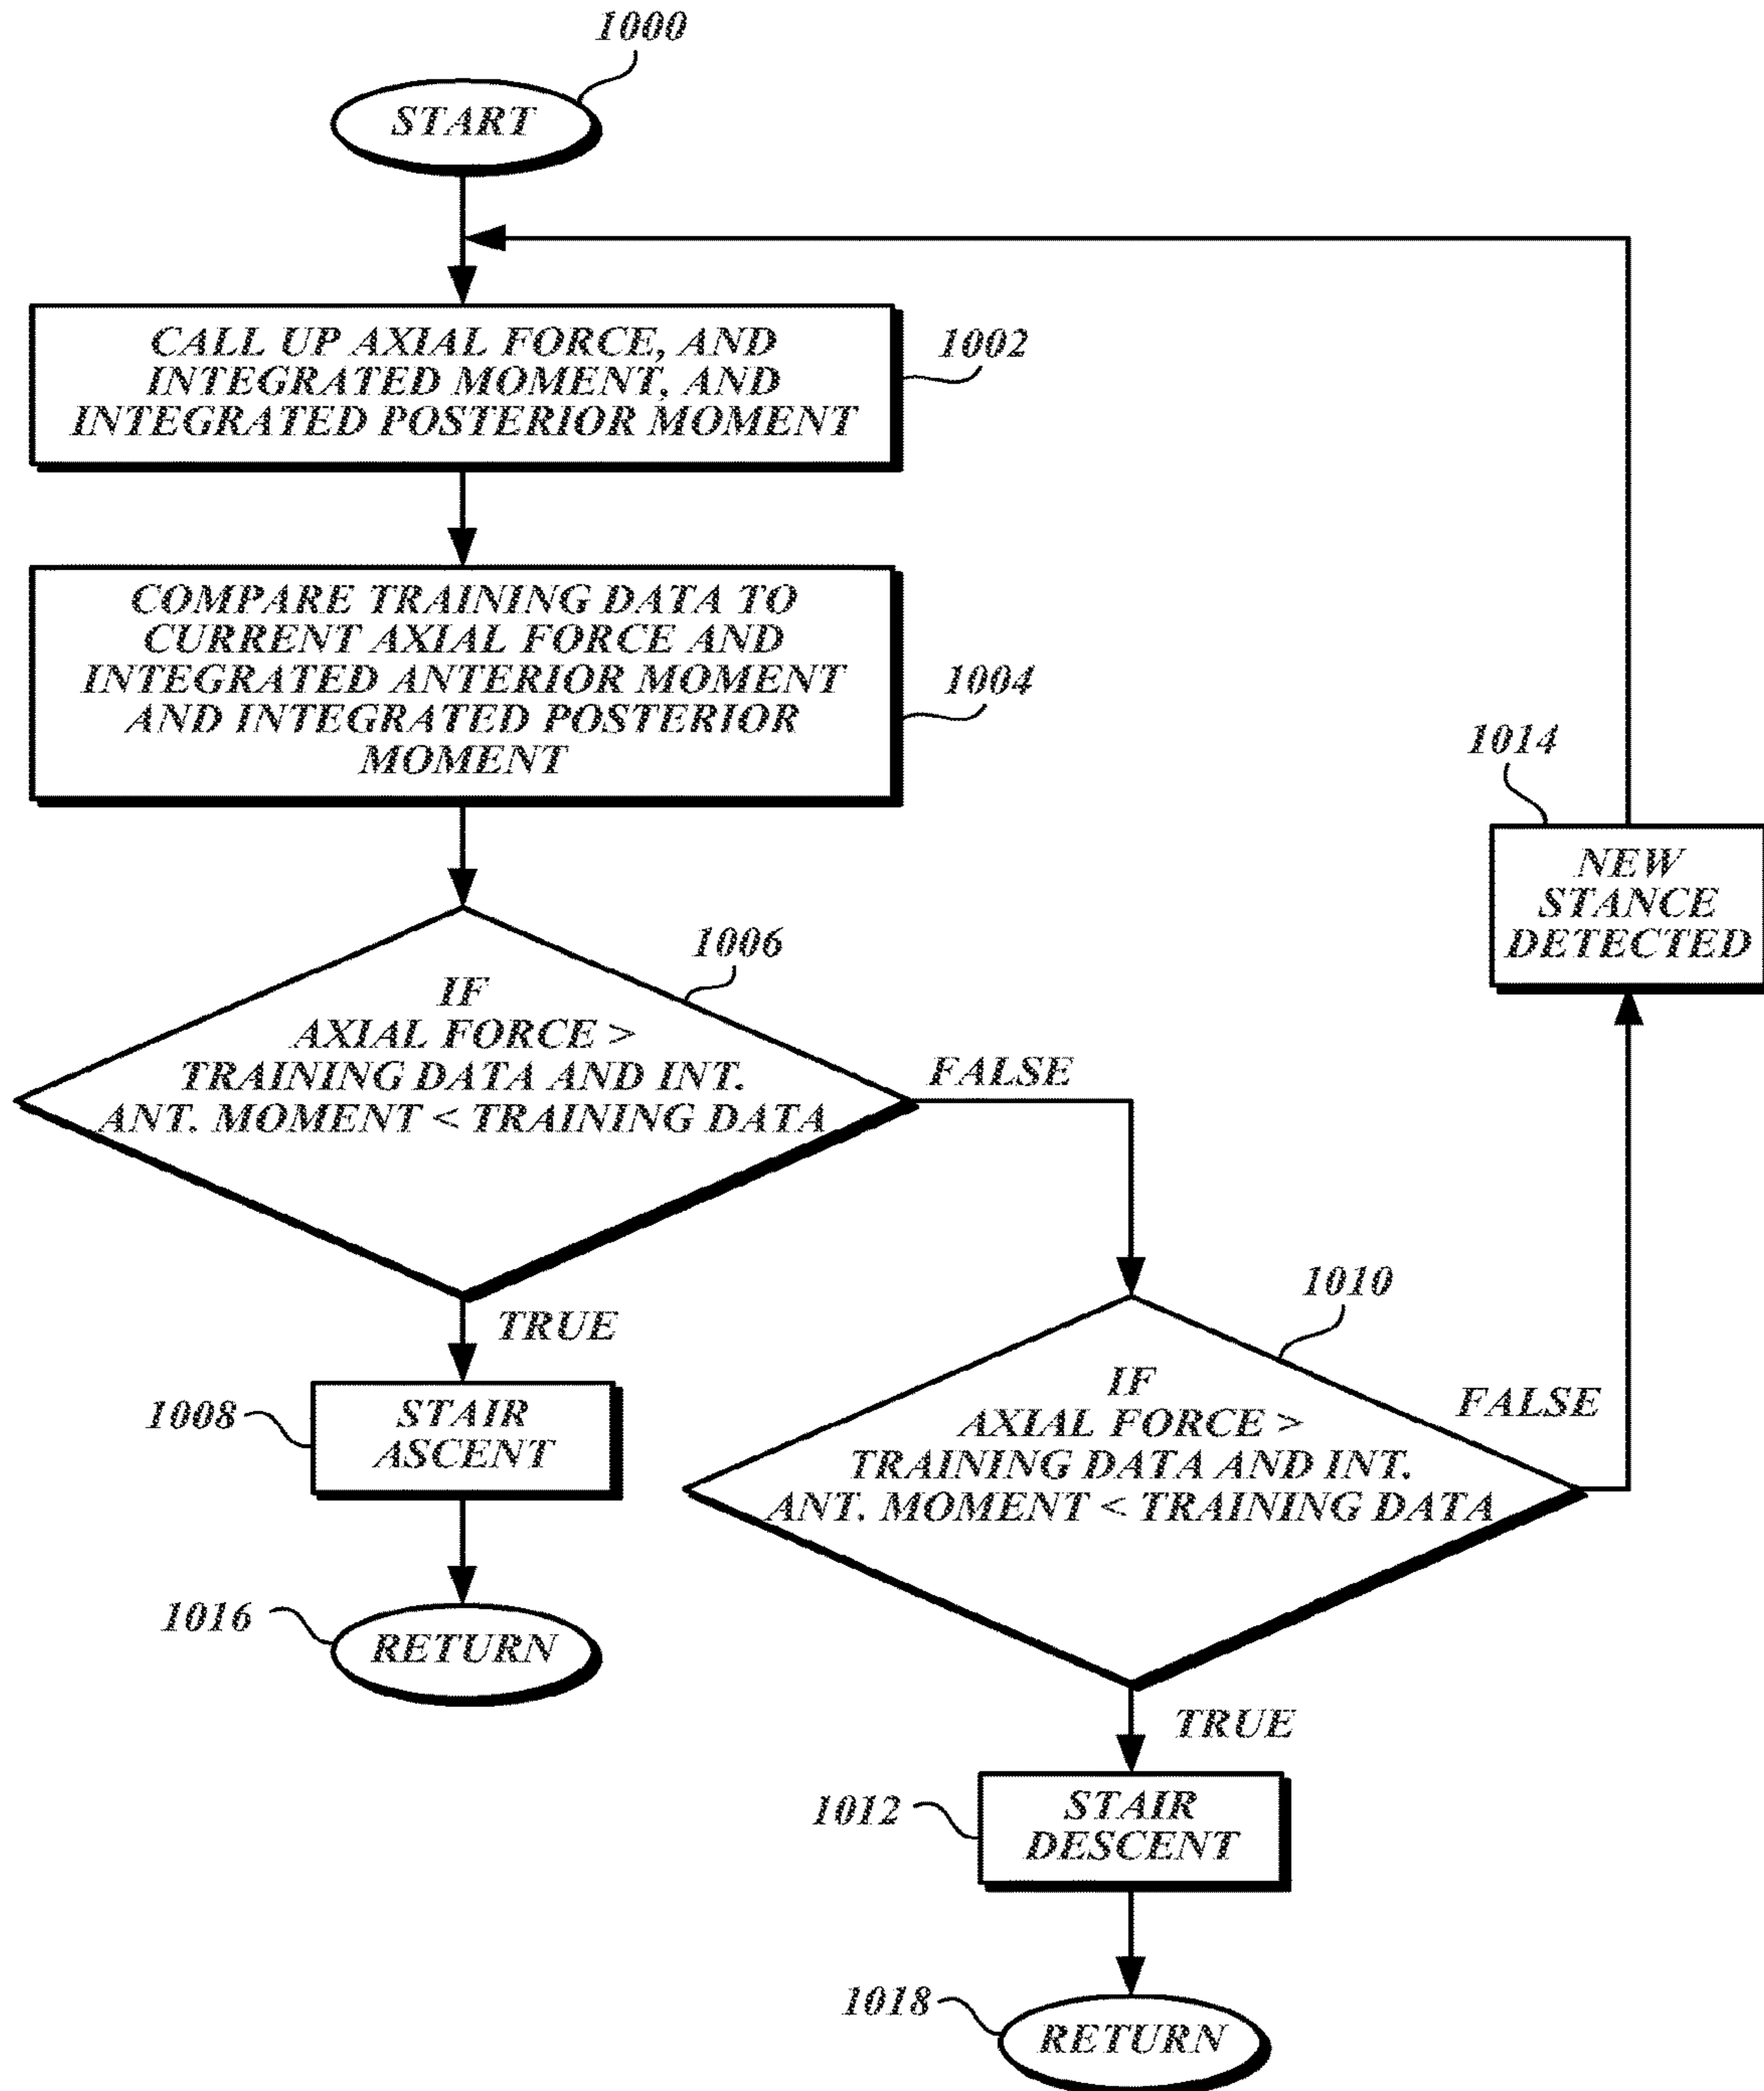 1000
START
CALL UP AXIAL FORCE, AND
INTEGRATED MOMENT, AND
INTEGRATED POSTERIOR MOMENT
1002
COMPARE TRAINING DATA TO
CURRENT AXIAL FORCE AND
INTEGRATED ANTERIOR MOMENT
AND INTEGRATED POSTERIOR
MOMENT
1004
1014
NEW
STANCE
DETECTED
1006
IF
AXIAL FORCE >
TRAINING DATA AND INT.
ANT. MOMENT < TRAINING DATA
FALSE
TRUE
1008
STAIR
ASCENT
1016
RETURN
1010
IF
AXIAL FORCE >
TRAINING DATA AND INT.
ANT. MOMENT < TRAINING DATA
FALSE
TRUE
1012
STAIR
DESCENT
1018
RETURN